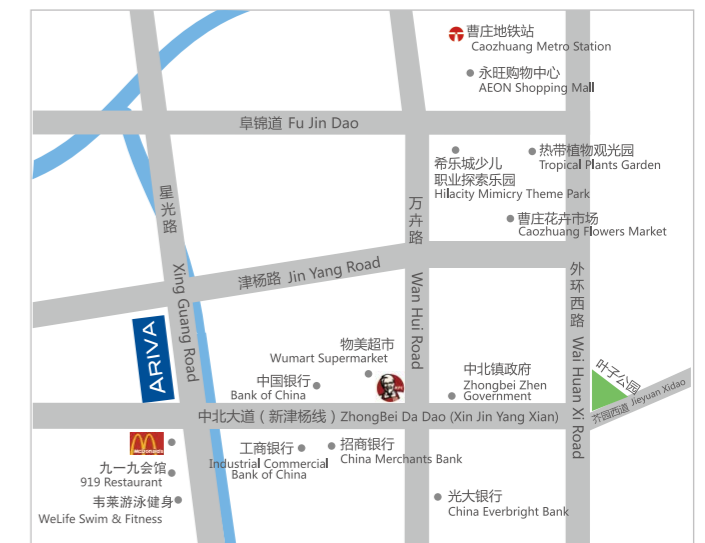 曹庄地铁站
Caozhuang Metro Station
永旺购物中心
AEON Shopping Mall
阜锦道 Fu Jin Dao
希乐城少儿
职业探索乐园
Hilacity Mimicry Theme Park
热带植物观光园
Tropical Plants Garden
曹庄花卉市场
Caozhuang Flowers Market
星光路 Xing Guang Road
万卉路 Wan Hui Road
外环西路 Wai Huan Xi Road
津杨路 Jin Yang Road
ARIVA
物美超市
Wumart Supermarket
KFC
中国银行
Bank of China
中北镇政府
Zhongbei Zhen
Government
叶子公园
芥园西道 Jieyuan Xidao
中北大道（新津杨线）ZhongBei Da Dao (Xin Jin Yang Xian)
McDonald's
九一九会馆
919 Restaurant
韦莱游泳健身
WeLife Swim & Fitness
工商银行
Industrial Commercial
Bank of China
招商银行
China Merchants Bank
光大银行
China Everbright Bank